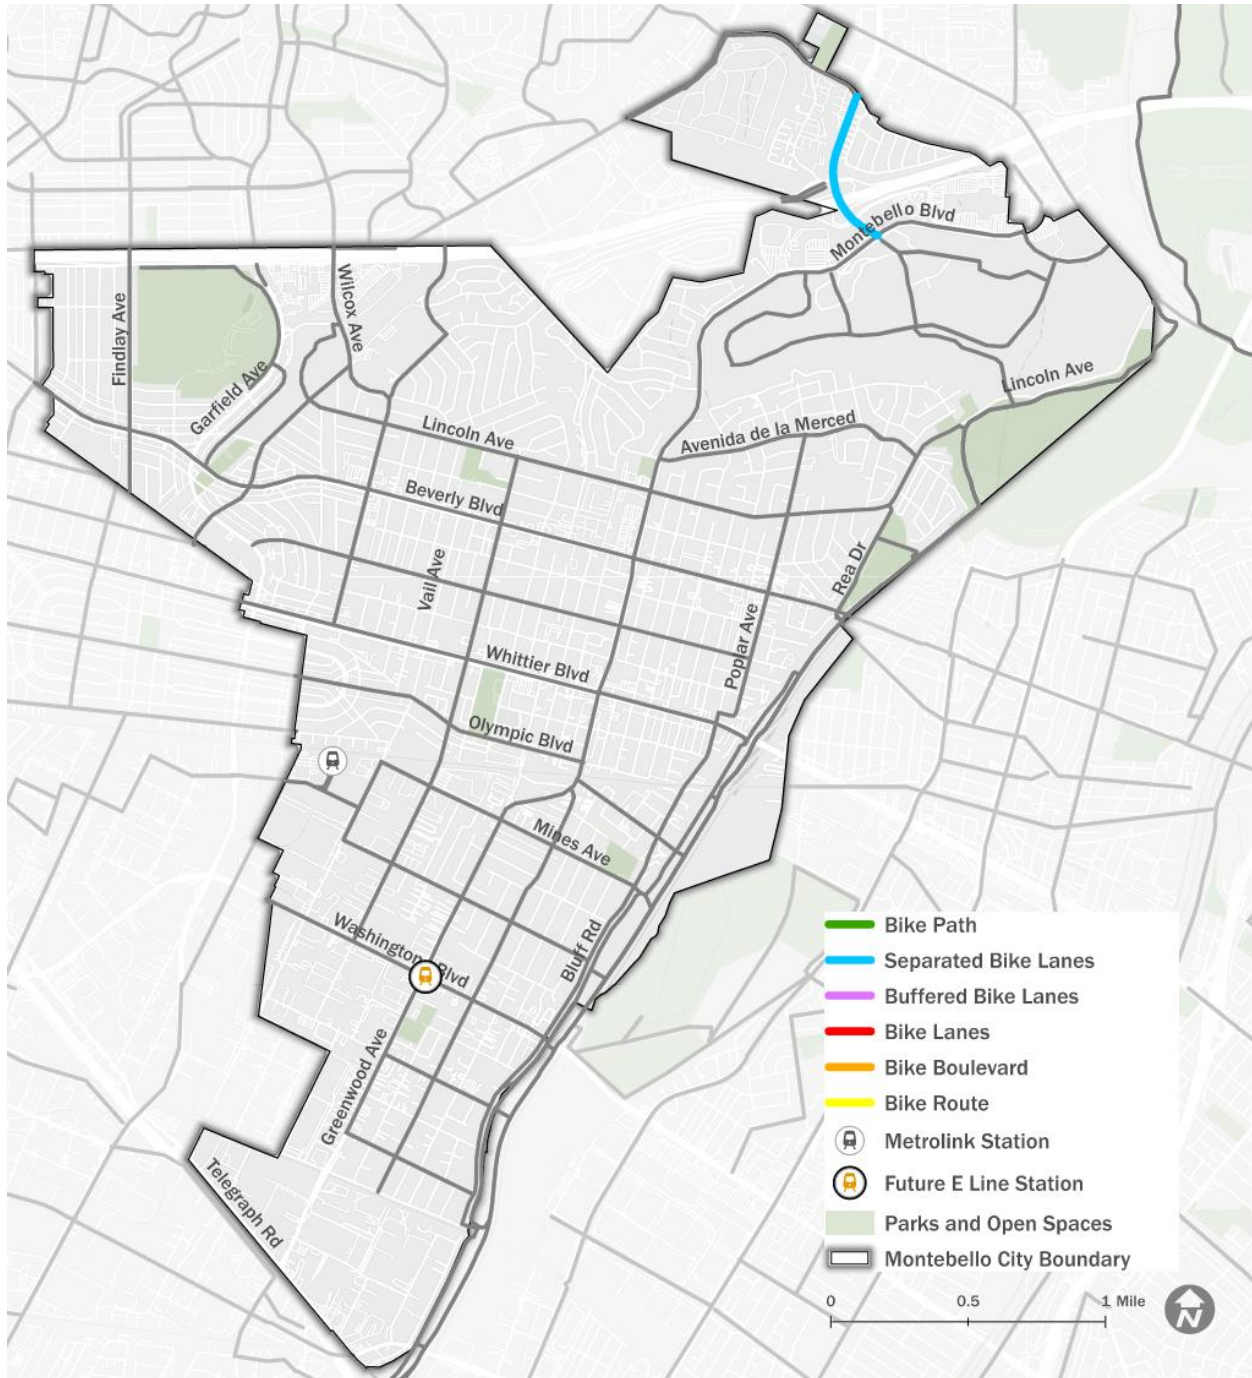 Montebello Blvd
Findlay Ave
Wilcox Ave
Garfield Ave
Lincoln Ave
Lincoln Ave
Avenida de la Merced
Beverly Blvd
Vail Ave
Rea Dr
Poplar Ave
Whittier Blvd
Olympic Blvd
Mines Ave
Washington Blvd
Bluff Rd
Greenwood Ave
Telegraph Rd
Bike Path
Separated Bike Lanes
Buffered Bike Lanes
Bike Lanes
Bike Boulevard
Bike Route
Metrolink Station
Future E Line Station
Parks and Open Spaces
Montebello City Boundary
0 0.5 1 Mile
N